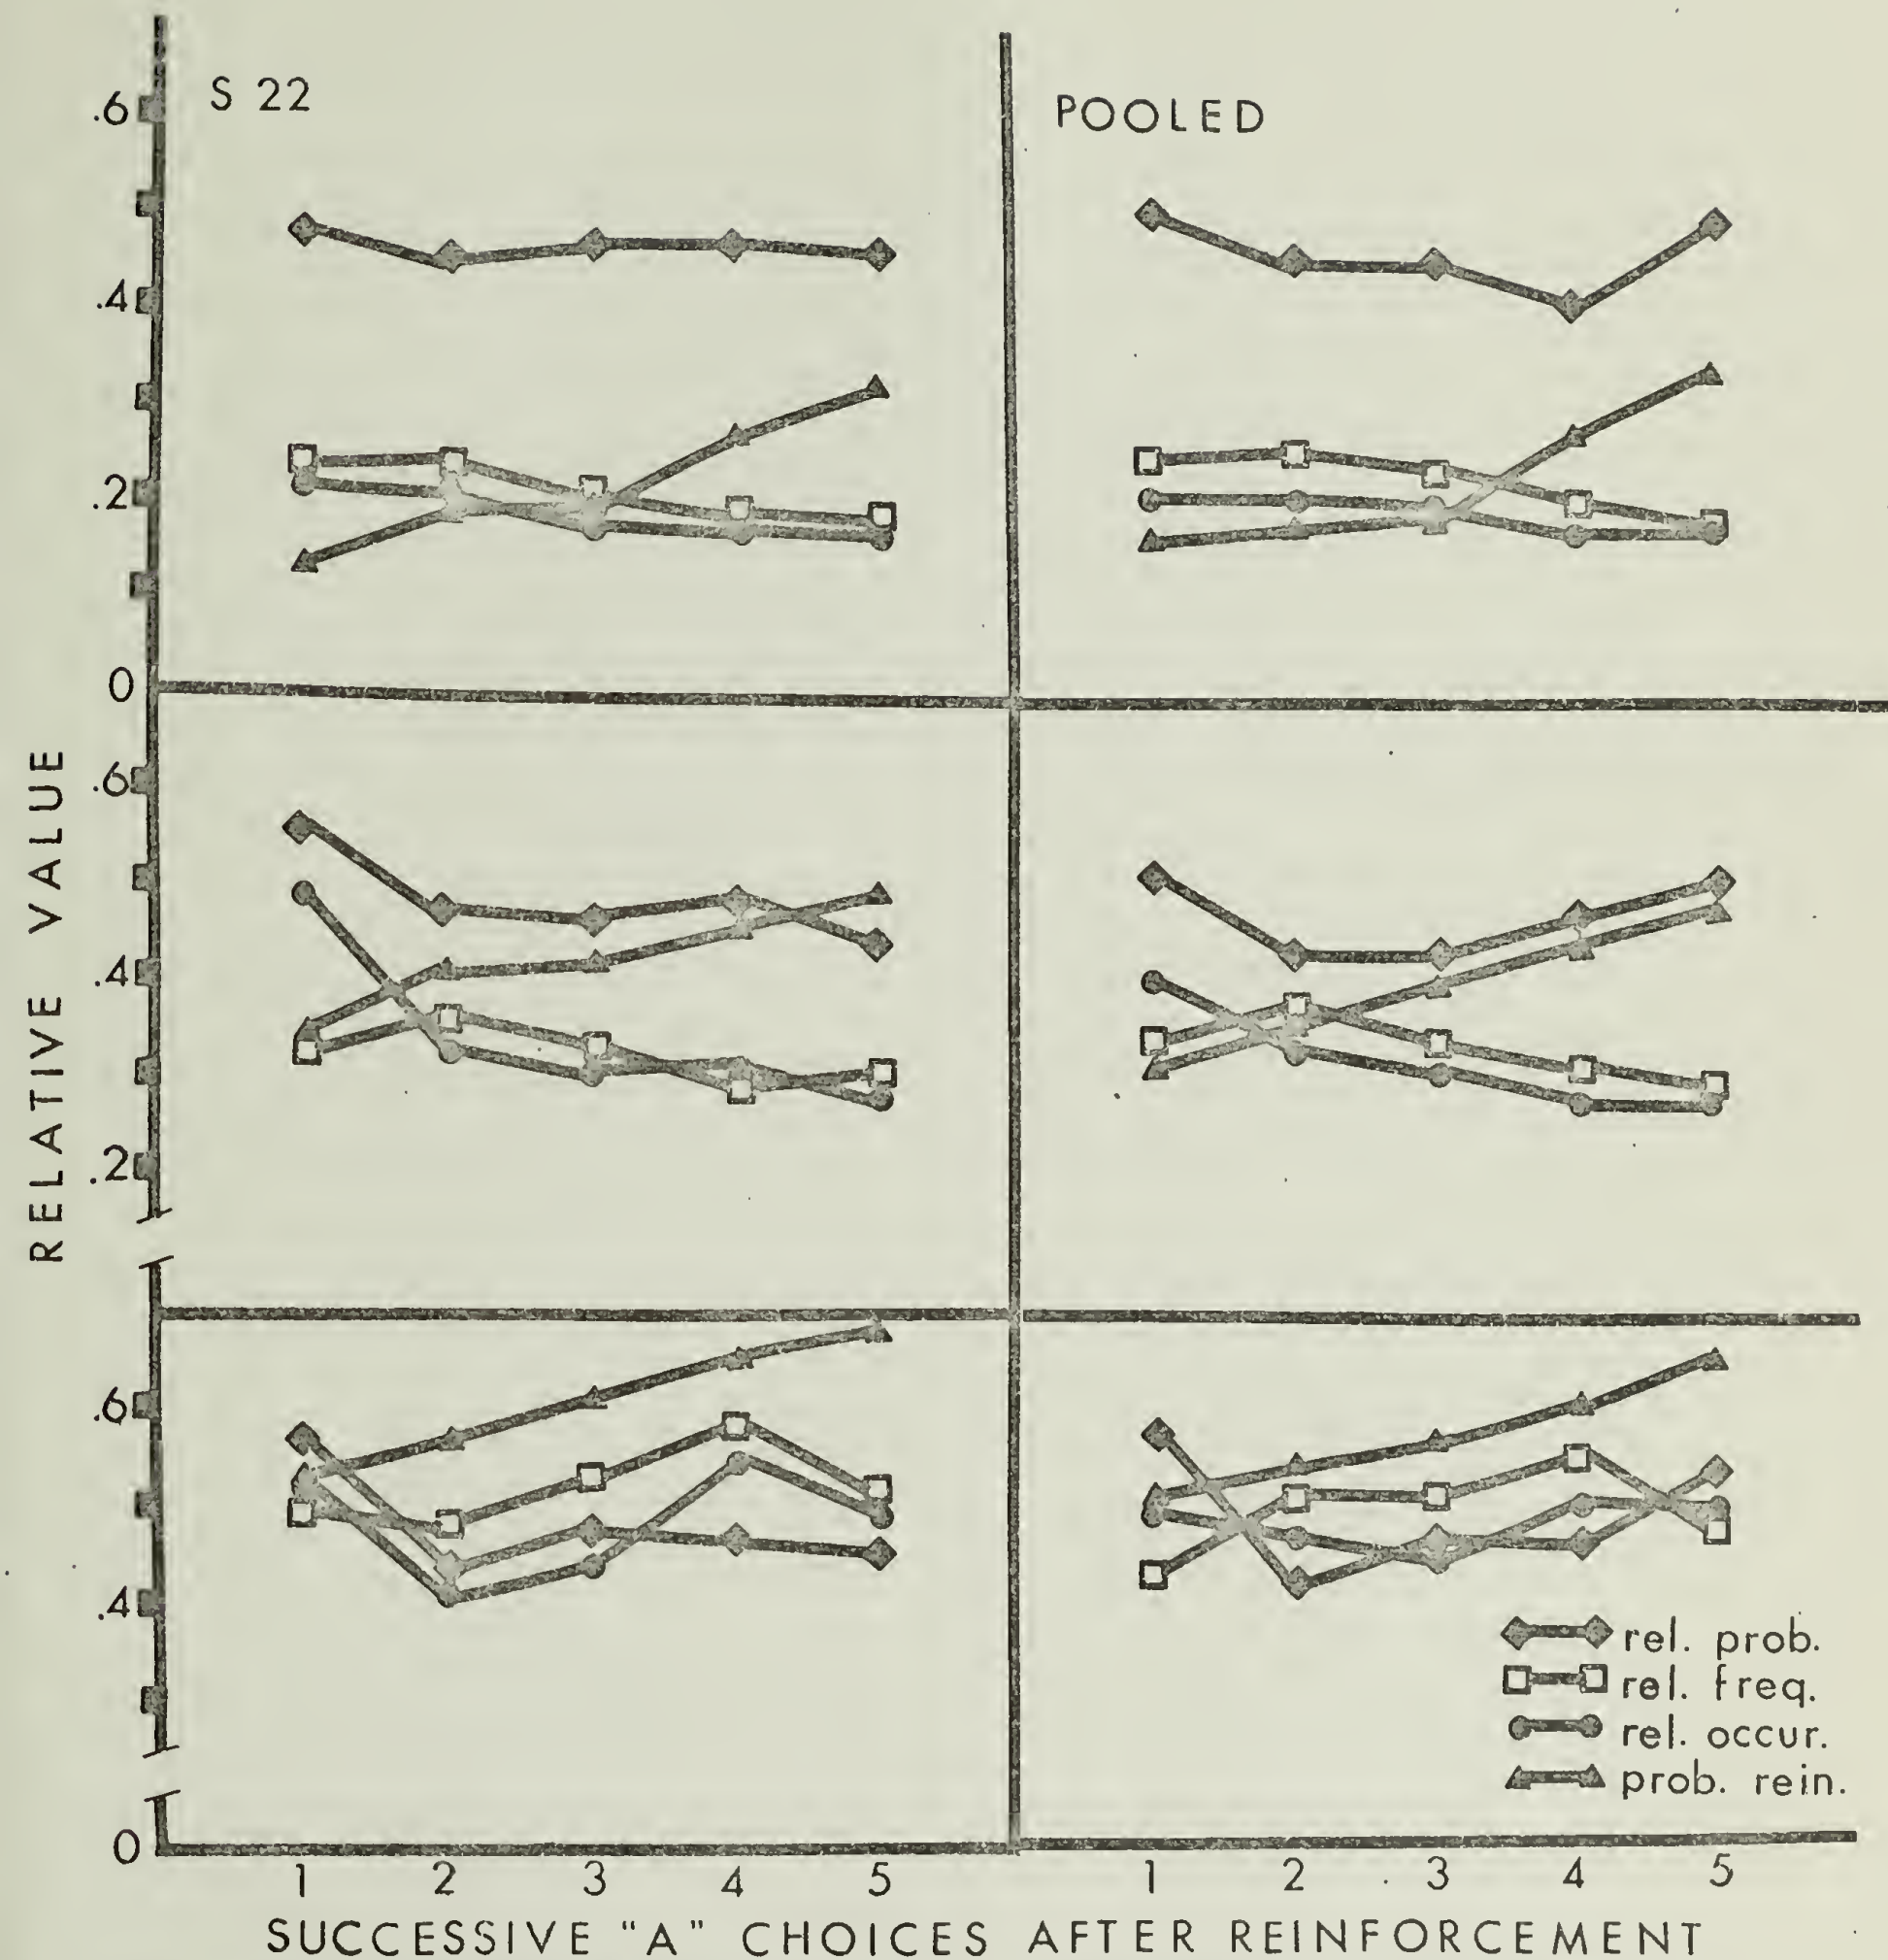 S 22
POOLED
.6
.4
.2
0
.6
.4
.2
.6
.4
0
RELATIVE VALUE
rel. prob.
rel. freq.
rel. occur.
prob. rein.
1 2 3 4 5
1 2 3 4 5
SUCCESSIVE "A" CHOICES AFTER REINFORCEMENT